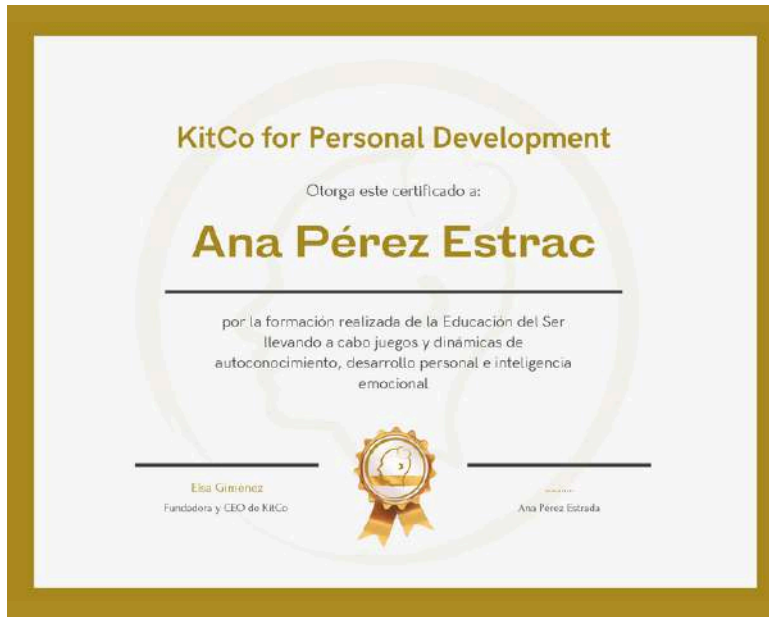 KitCo for Personal Development
Otorga este certificado a:
Ana Pérez Estrac
por la formación realizada de la Educación del Ser
llevando a cabo juegos y dinámicas de
autoconocimiento, desarrollo personal e inteligencia
emocional
Elsa Gimenez
Fundadora y CEO de KitCo
Ana Pérez Estrada